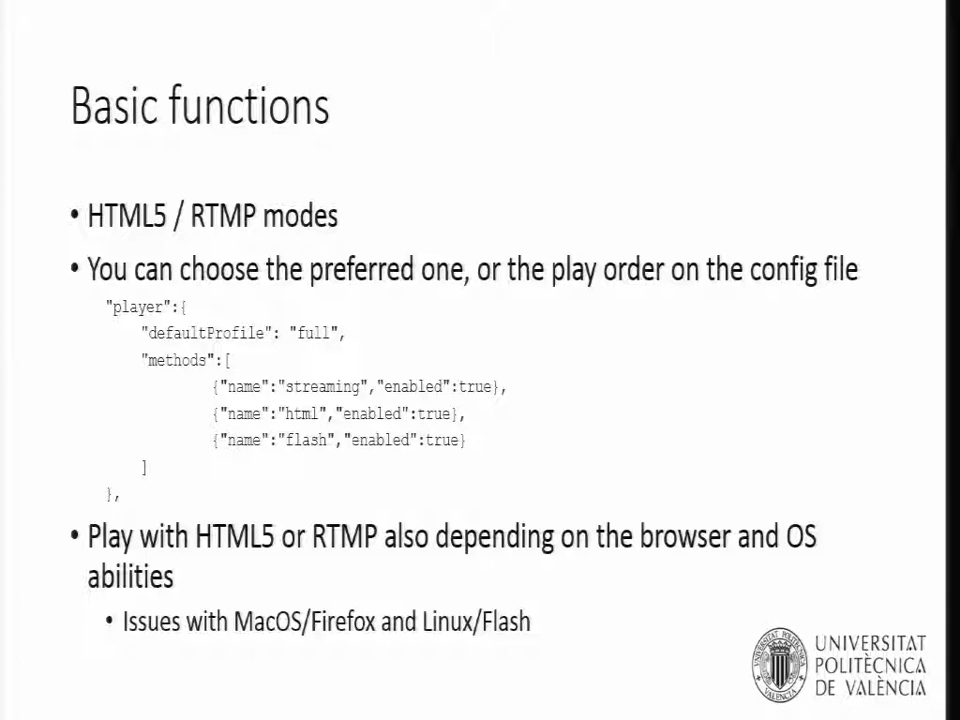 Basic functions
• HTML5 / RTMP modes
• You can choose the preferred one, or the play order on the config file
"player":{
"defaultProfile": "full",
"methods":[
{"name":"streaming","enabled":true},
{"name":"html","enabled":true},
{"name":"flash","enabled":true}
]
},
• Play with HTML5 or RTMP also depending on the browser and OS
abilities
• Issues with MacOS/Firefox and Linux/Flash
UNIVERSITAT
POLITÈCNICA
DE VALÈNCIA